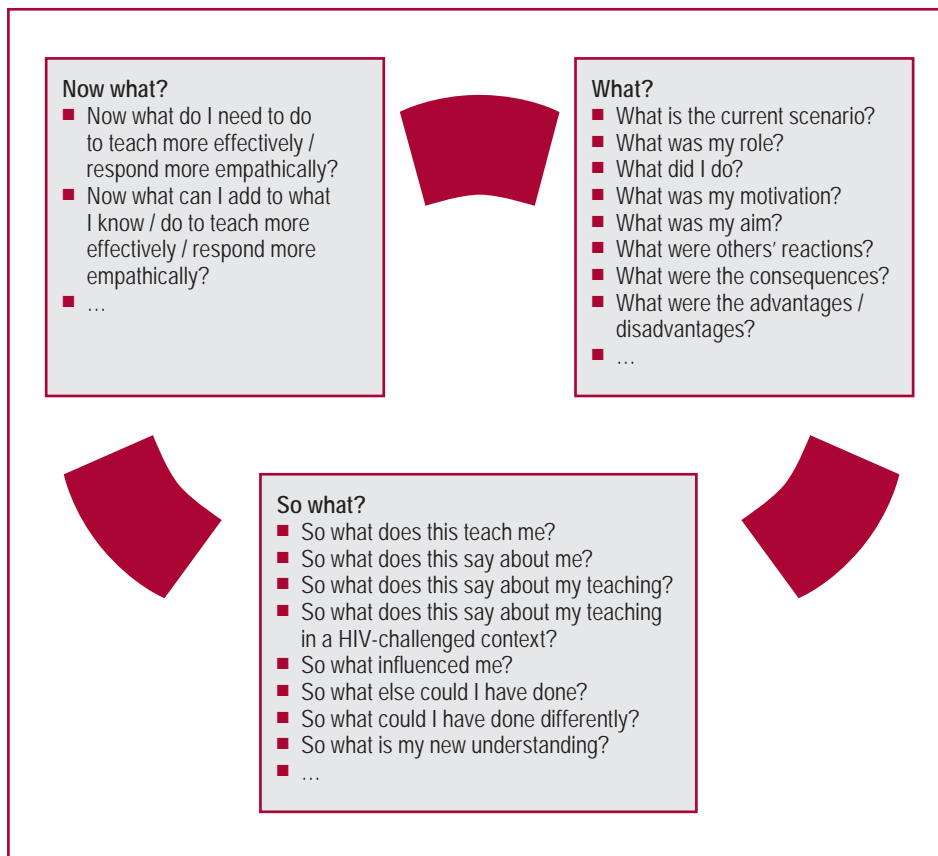 Now what?
■ Now what do I need to do
to teach more effectively /
respond more empathically?
■ Now what can I add to what
I know / do to teach more
effectively / respond more
empathically?
■ …
What?
■ What is the current scenario?
■ What was my role?
■ What did I do?
■ What was my motivation?
■ What was my aim?
■ What were others’ reactions?
■ What were the consequences?
■ What were the advantages /
disadvantages?
■ …
So what?
■ So what does this teach me?
■ So what does this say about me?
■ So what does this say about my teaching?
■ So what does this say about my teaching
in a HIV-challenged context?
■ So what influenced me?
■ So what else could I have done?
■ So what could I have done differently?
■ So what is my new understanding?
■ …